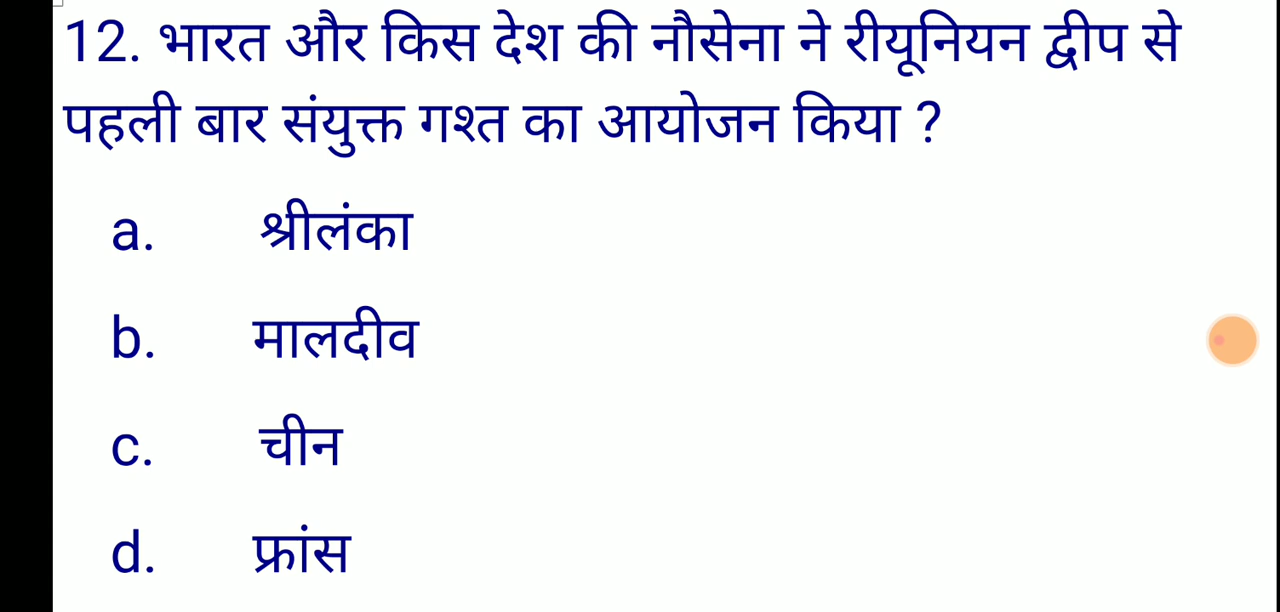 12. भारत और किस देश की नौसेना ने रीयूनियन द्वीप से
पहली बार संयुक्त गश्त का आयोजन किया ?
a. श्रीलंका
b. मालदीव
c. चीन
d. फ्रांस